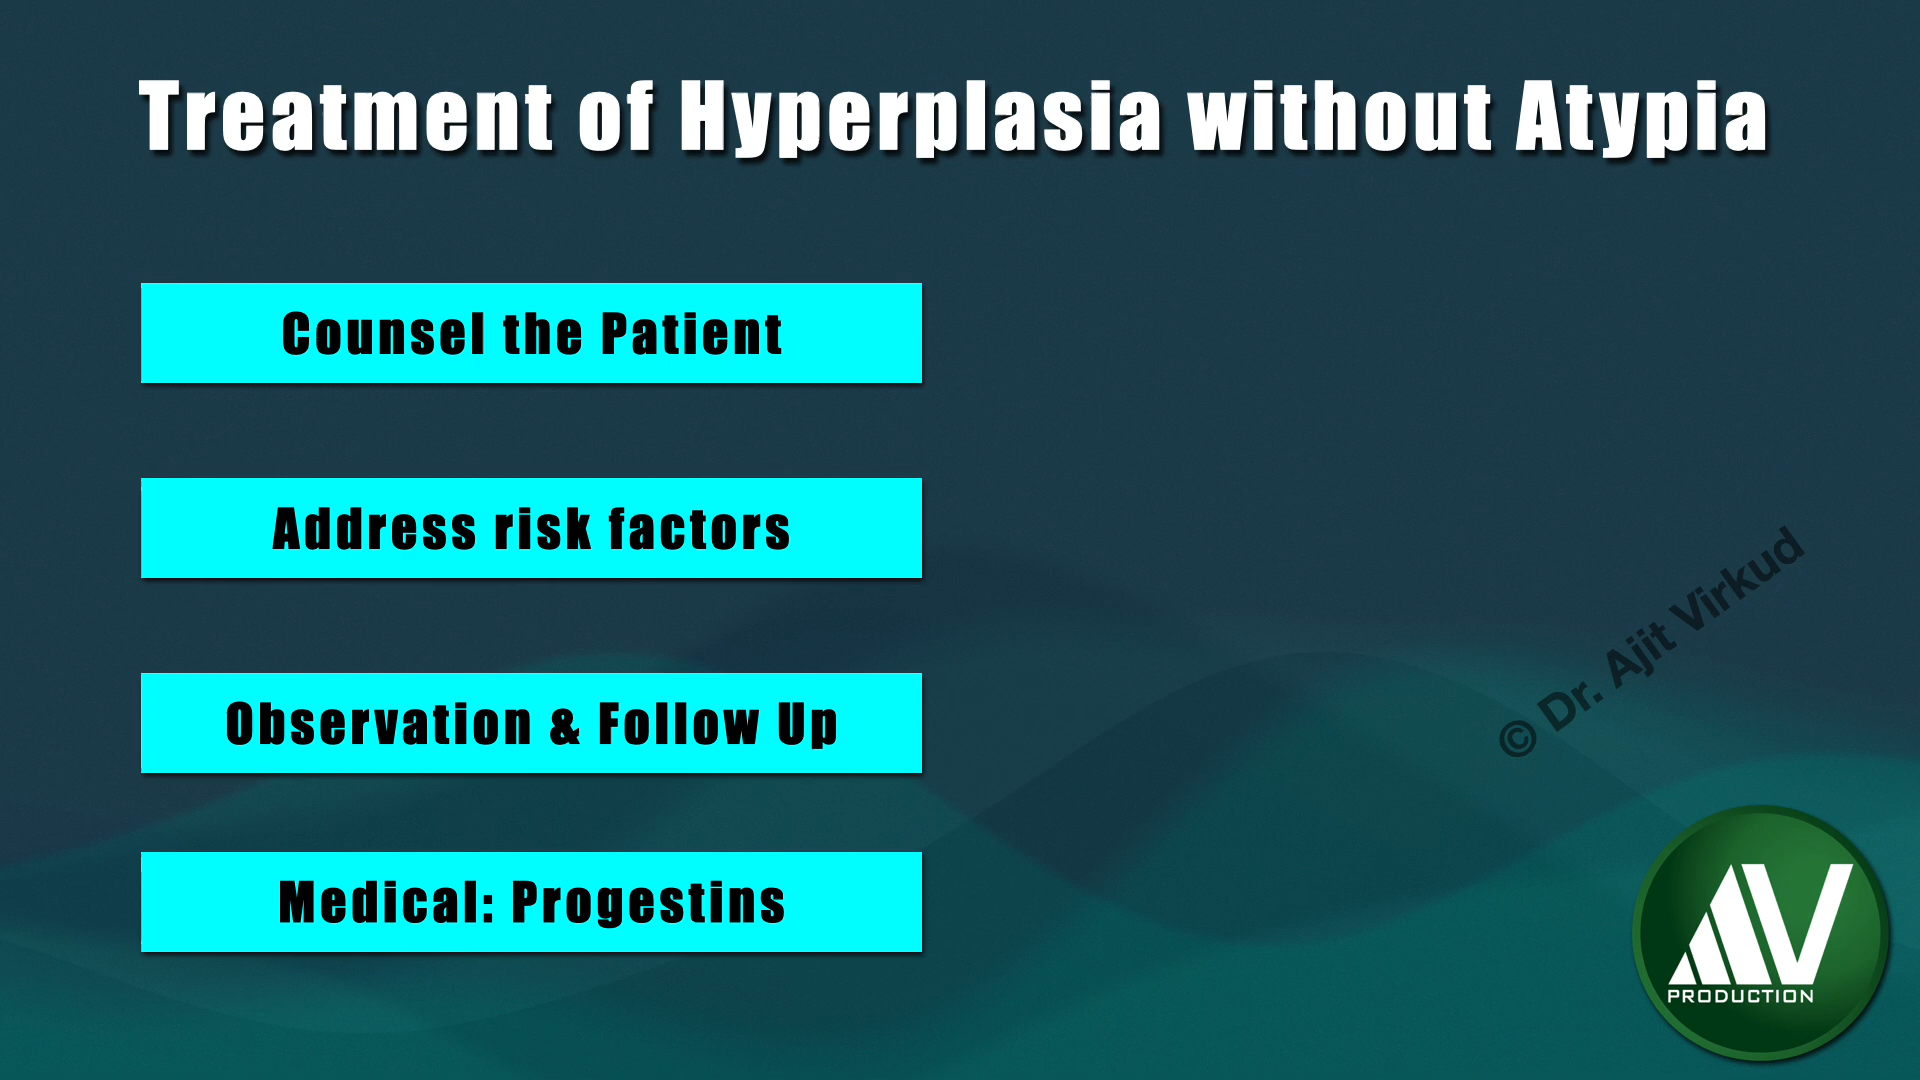 Treatment of Hyperplasia without Atypia
Counsel the Patient
Address risk factors
Observation & Follow Up
Medical: Progestins
© Dr. Ajit Virkud
AV
PRODUCTION